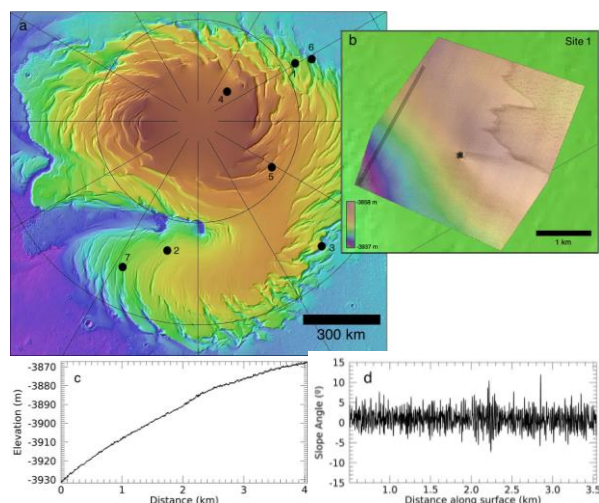 a
6
1
4
5
2
3
7
300 km
b
Site 1
-3858 m
-3937 m
1 km
c
-3870
-3880
-3890
-3900
-3910
-3920
-3930
Elevation (m)
0 1 2 3 4
Distance (km)
d
15
10
5
0
-5
-10
-15
Slope Angle (º)
1.0 1.5 2.0 2.5 3.0 3.5
Distance along surface (km)